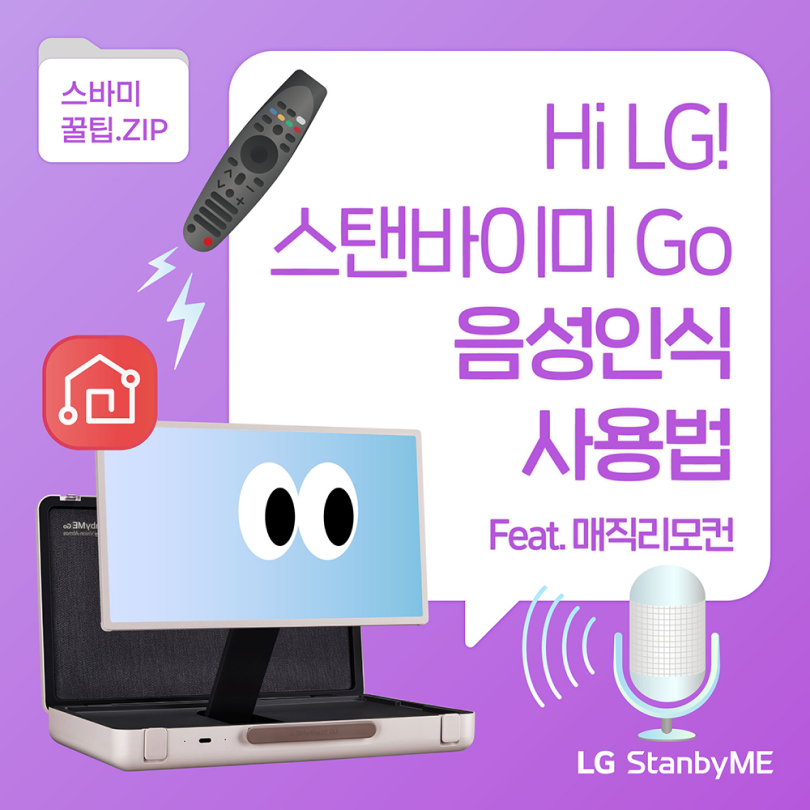 스바미
꿀팁.ZIP
Hi LG!
스탠바이미 Go
음성인식
사용법
Feat. 매직리모컨
LG StanbyME